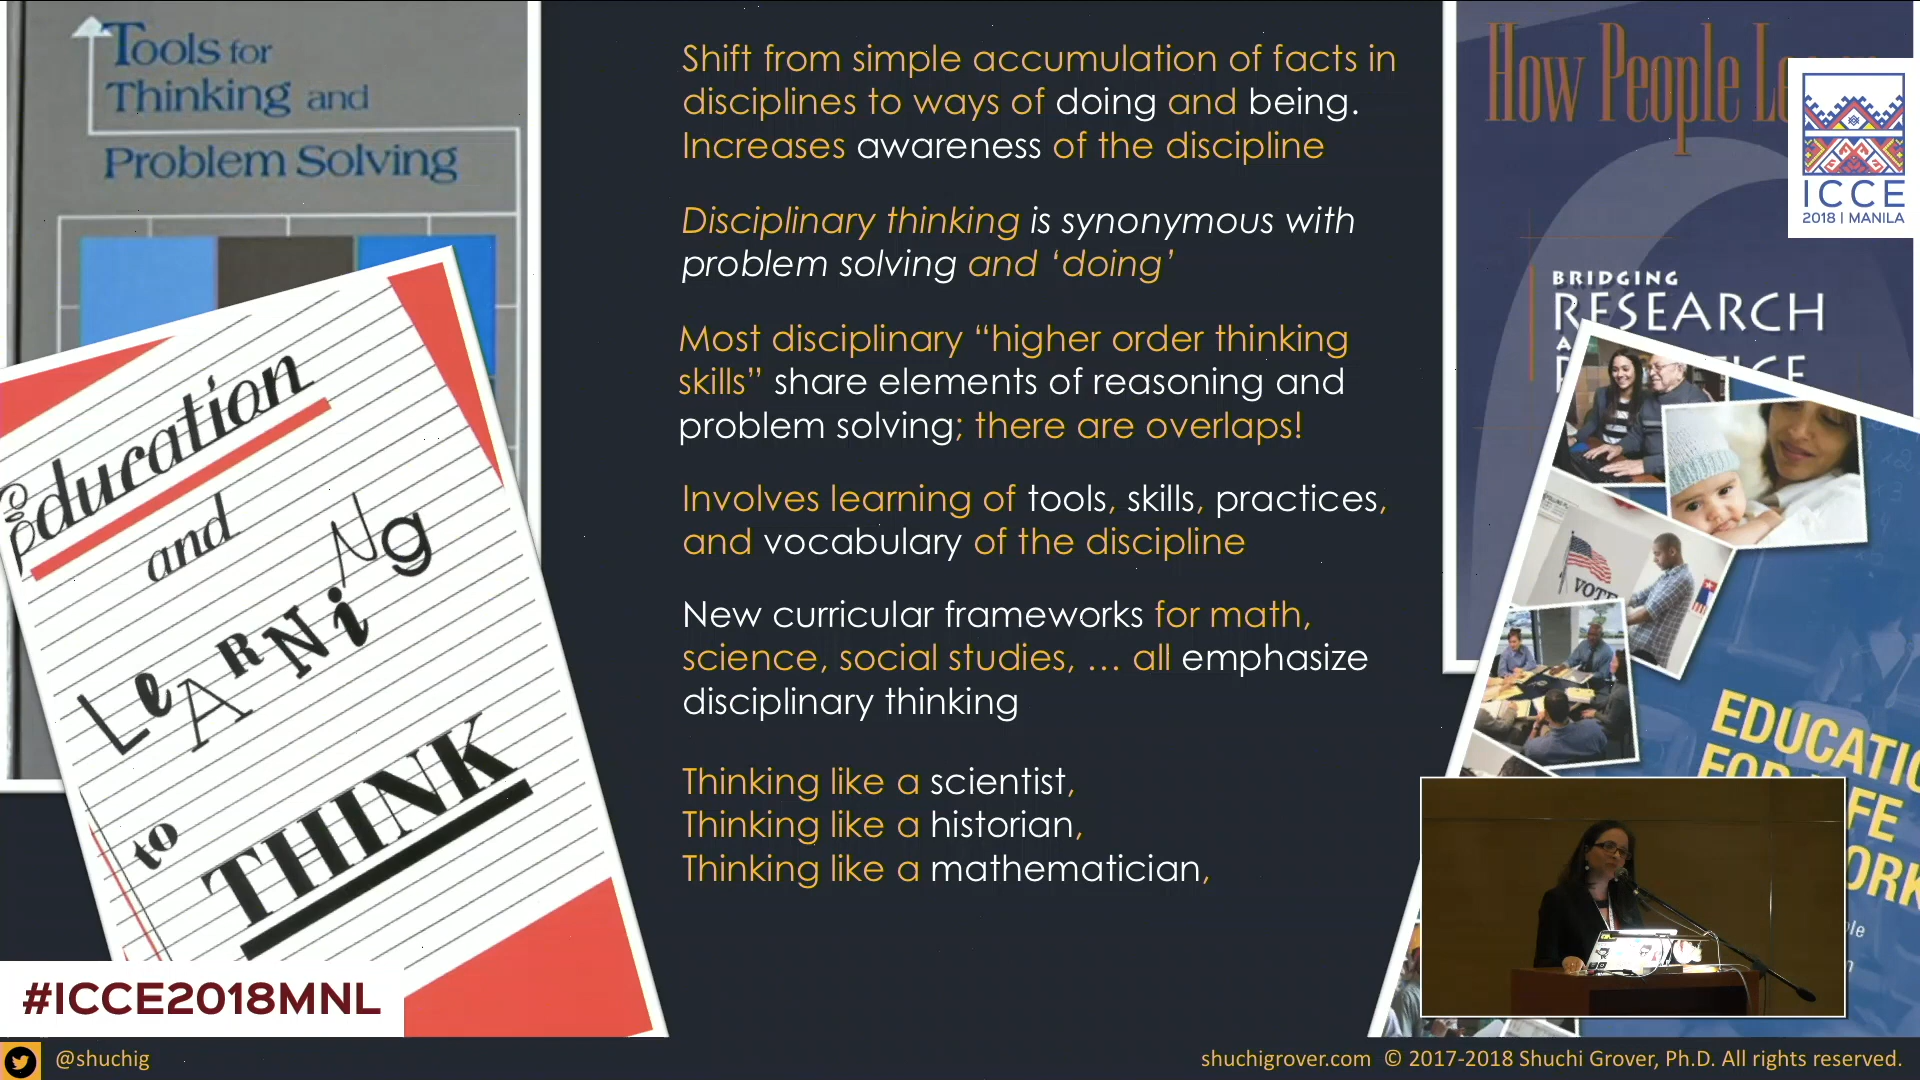 Tools for
Thinking and
Problem Solving
Education
and
LeARNiNg
to
THINK
#ICCE2018MNL
@shuchig
Shift from simple accumulation of facts in
disciplines to ways of doing and being.
Increases awareness of the discipline
Disciplinary thinking is synonymous with
problem solving and ‘doing’
Most disciplinary “higher order thinking
skills” share elements of reasoning and
problem solving; there are overlaps!
Involves learning of tools, skills, practices,
and vocabulary of the discipline
New curricular frameworks for math,
science, social studies, … all emphasize
disciplinary thinking
Thinking like a scientist,
Thinking like a historian,
Thinking like a mathematician,
How People
ICCE
2018 | MANILA
BRIDGING
RESEARCH
VOTE
EDUCATIO
shuchigrover.com © 2017-2018 Shuchi Grover, Ph.D. All rights reserved.